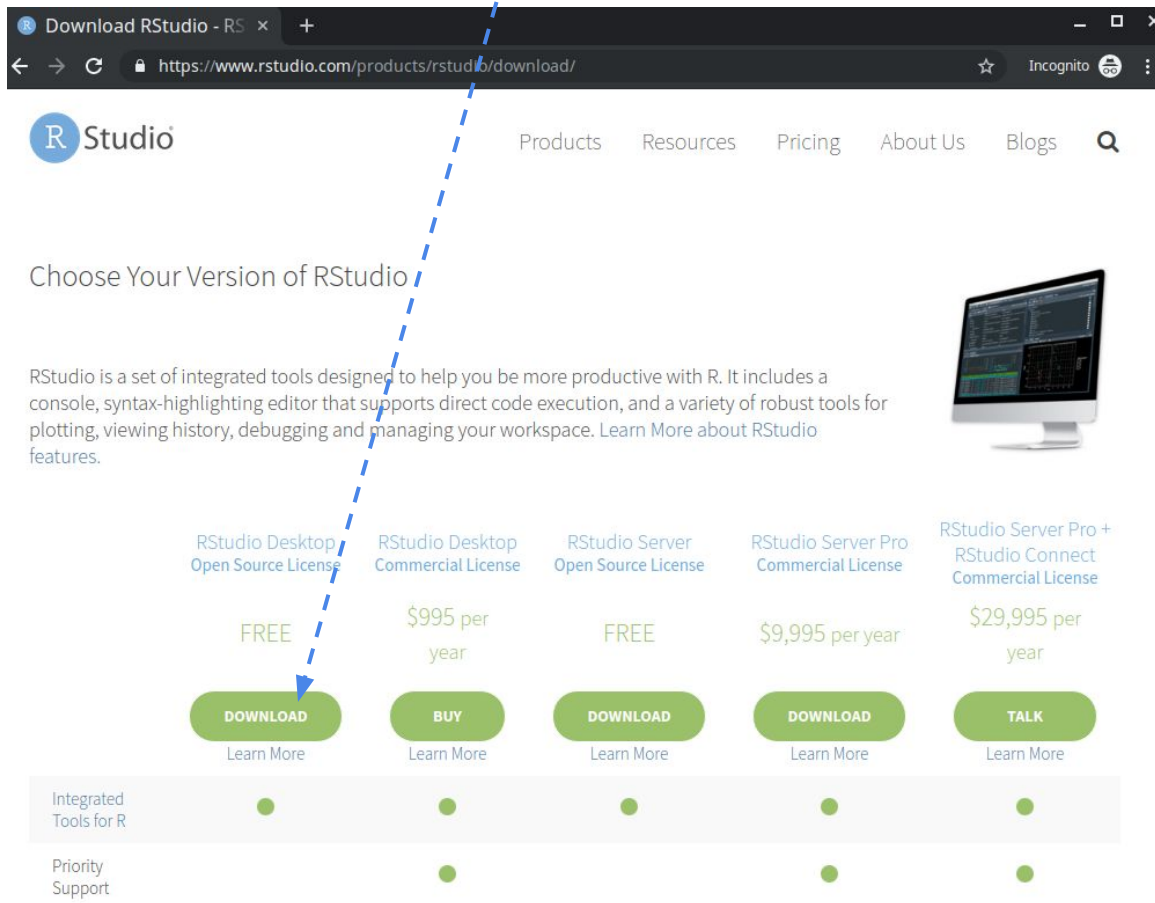 Download RStudio - RS
https://www.rstudio.com/products/rstudio/download/
Incognito
R Studio
Products Resources Pricing About Us Blogs
Choose Your Version of RStudio
RStudio is a set of integrated tools designed to help you be more productive with R. It includes a
console, syntax-highlighting editor that supports direct code execution, and a variety of robust tools for
plotting, viewing history, debugging and managing your workspace. Learn More about RStudio
features.
RStudio Desktop
Open Source License
FREE
DOWNLOAD
Learn More
RStudio Desktop
Commercial License
$995 per
year
BUY
Learn More
RStudio Server
Open Source License
FREE
DOWNLOAD
Learn More
RStudio Server Pro
Commercial License
$9,995 per year
DOWNLOAD
Learn More
RStudio Server Pro +
RStudio Connect
Commercial License
$29,995 per
year
TALK
Learn More
Integrated
Tools for R
Priority
Support